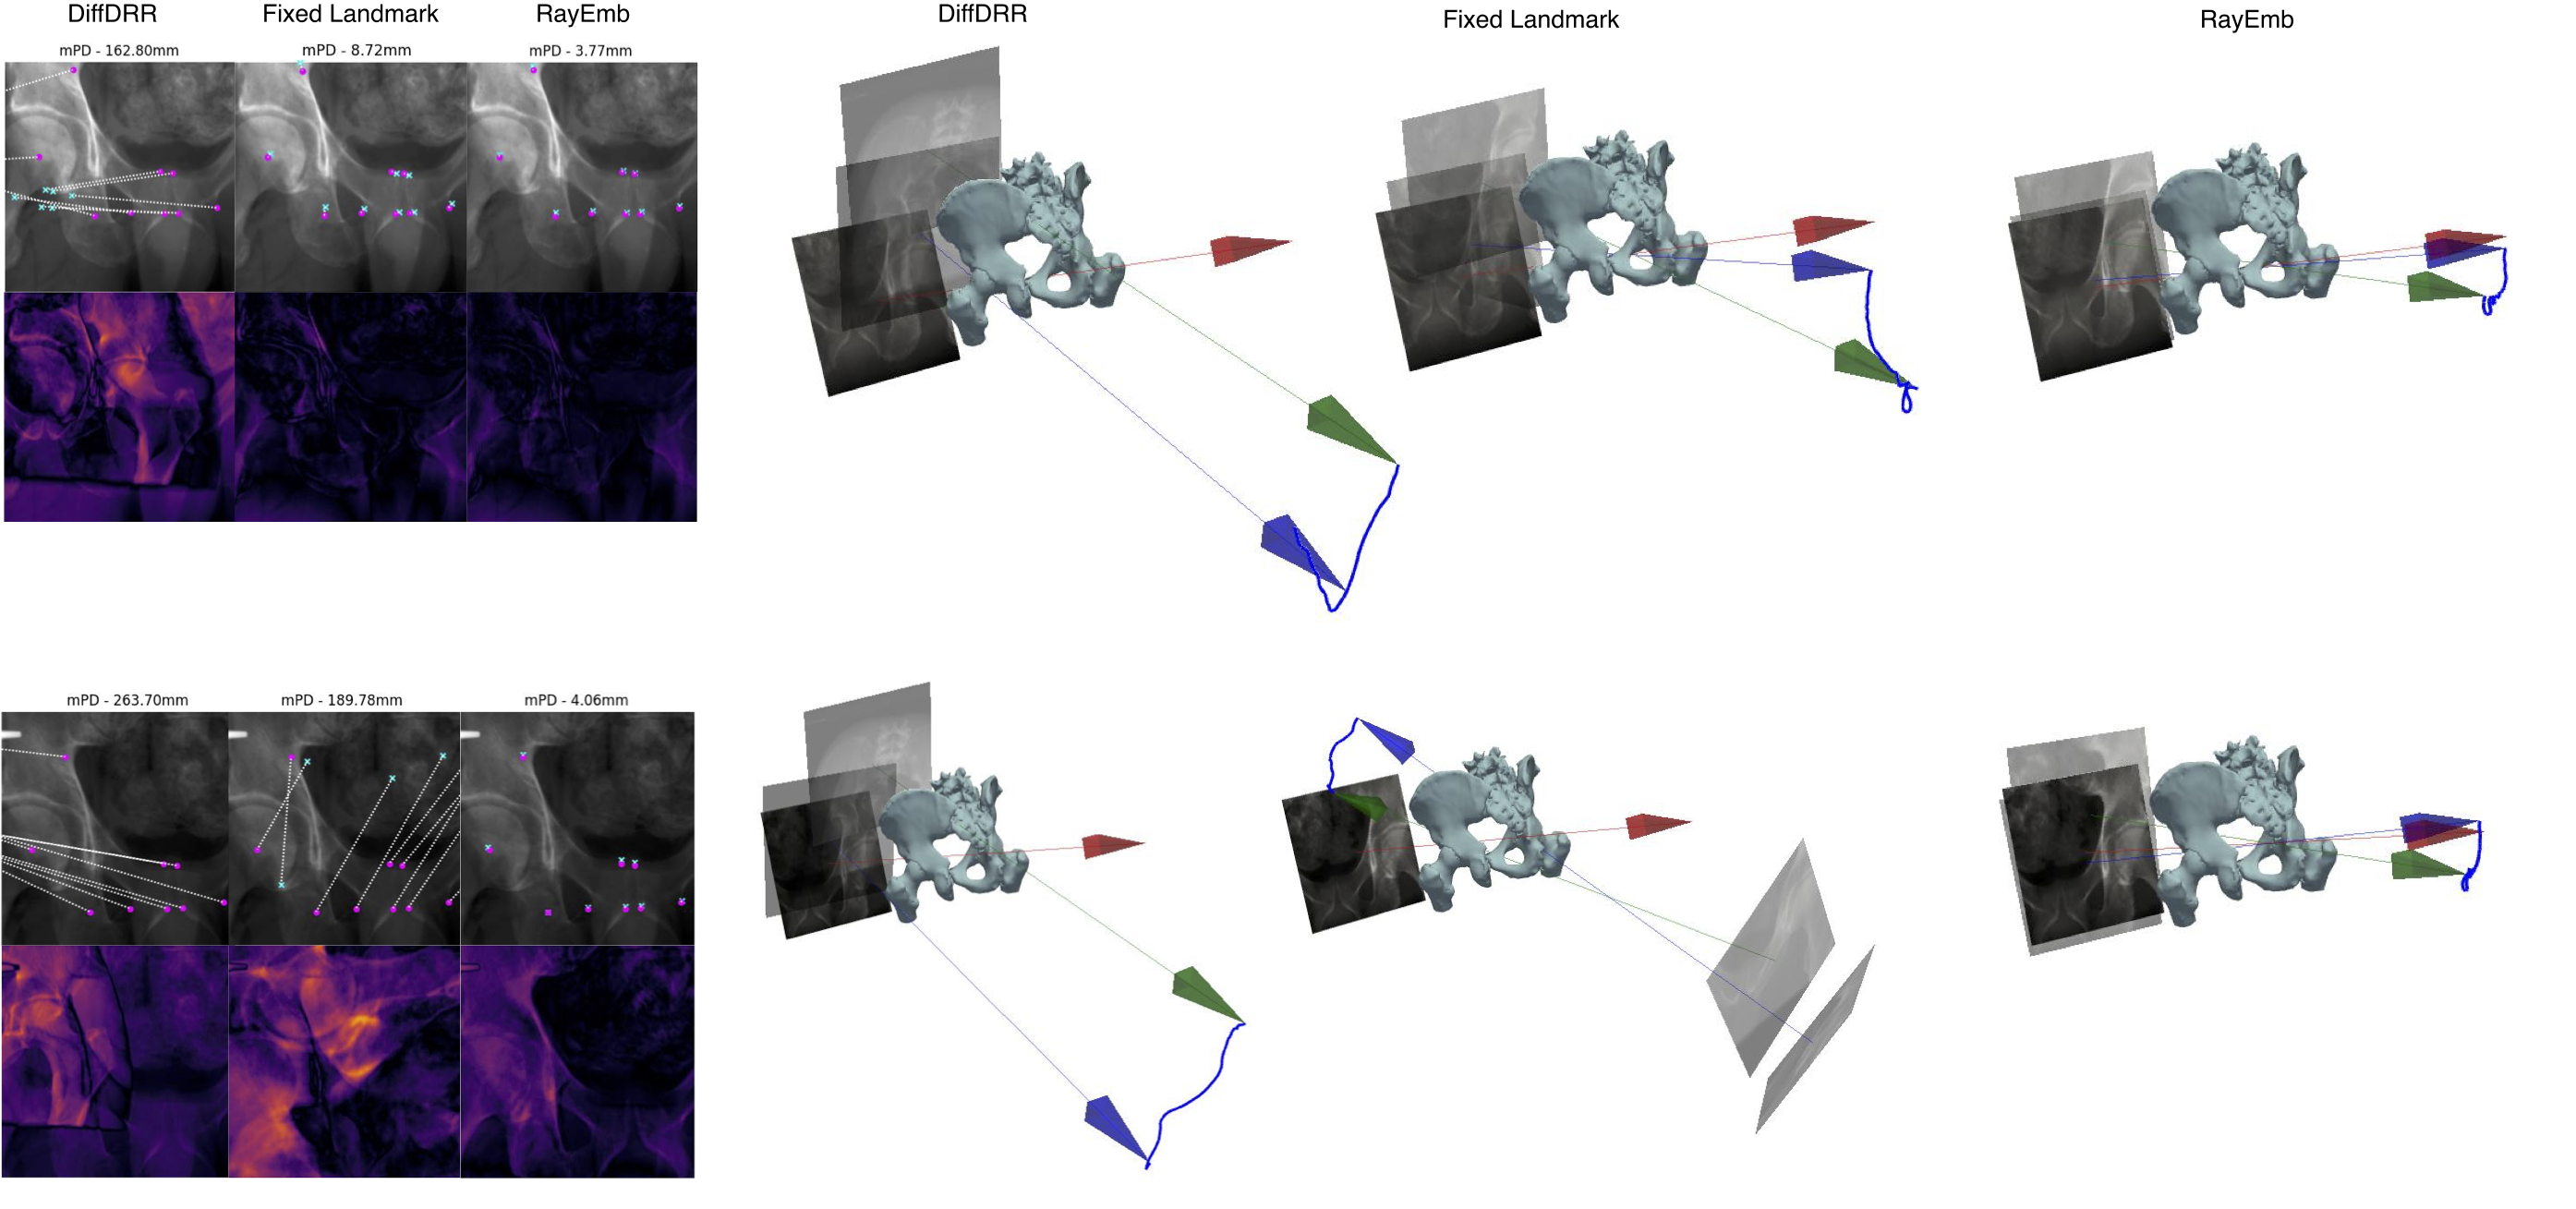 DiffDRR Fixed Landmark RayEmb DiffDRR Fixed Landmark RayEmb
mPD - 162.80mm mPD - 8.72mm mPD - 3.77mm
mPD - 263.70mm mPD - 189.78mm mPD - 4.06mm